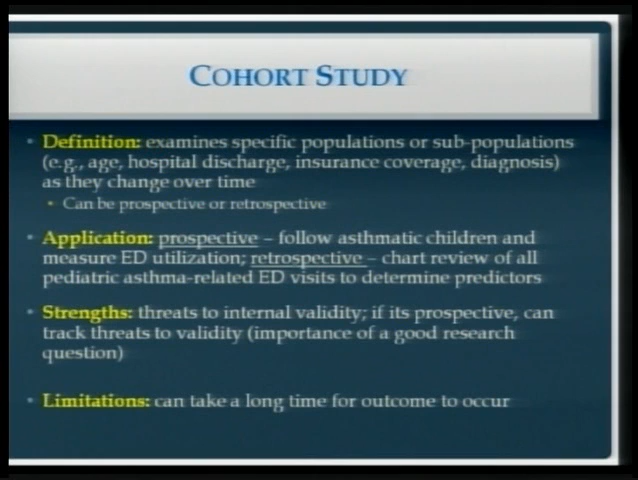 COHORT STUDY
Definition: examines specific populations or sub-populations
(e.g., age, hospital discharge, insurance coverage, diagnosis)
as they change over time
Can be prospective or retrospective
Application: prospective – follow asthmatic children and
measure ED utilization; retrospective – chart review of all
pediatric asthma-related ED visits to determine predictors
Strengths: threats to internal validity; if its prospective, can
track threats to validity (importance of a good research
question)
Limitations: can take a long time for outcome to occur